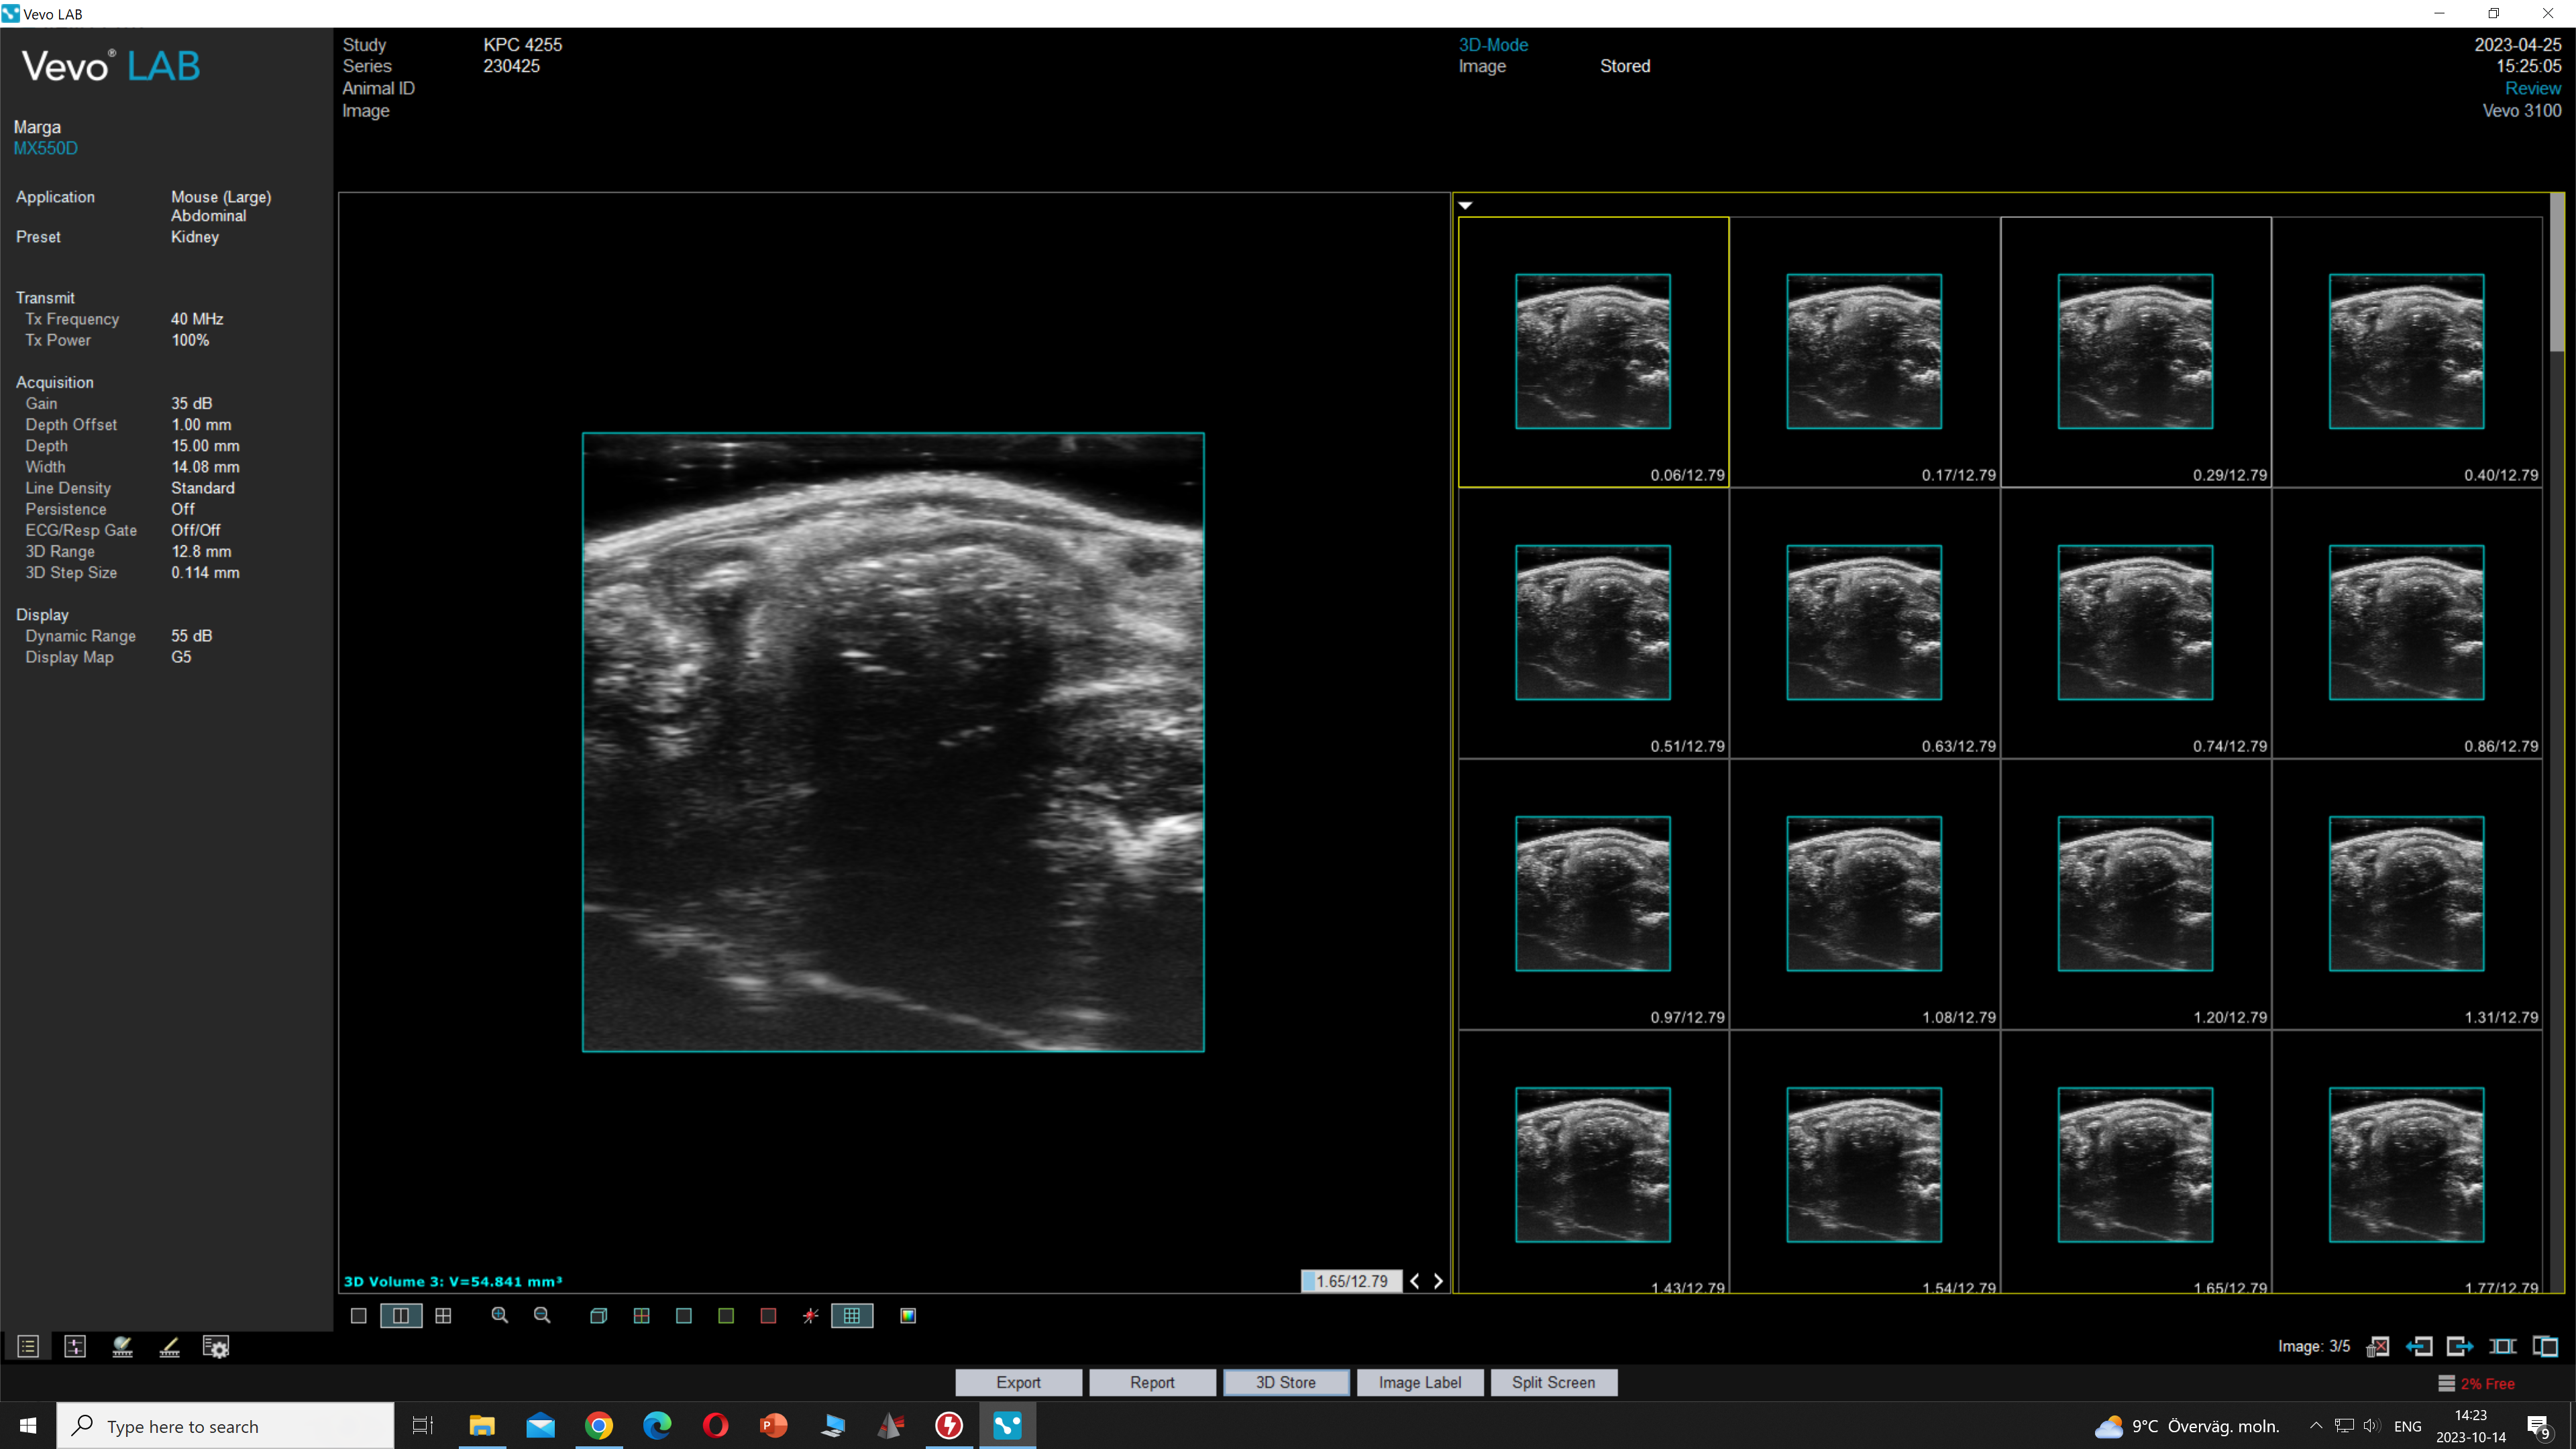 Vevo LAB
Vevo® LAB
Marga
MX550D
Application Mouse (Large)
Abdominal
Preset Kidney
Transmit
Tx Frequency 40 MHz
Tx Power 100%
Acquisition
Gain 35 dB
Depth Offset 1.00 mm
Depth 15.00 mm
Width 14.08 mm
Line Density Standard
Persistence Off
ECG/Resp Gate Off/Off
3D Range 12.8 mm
3D Step Size 0.114 mm
Display
Dynamic Range 55 dB
Display Map G5
Study KPC 4255
Series 230425
Animal ID
Image
3D-Mode
Image Stored
2023-04-25
15:25:05
Review
Vevo 3100
0.06/12.79 0.17/12.79 0.29/12.79 0.40/12.79
0.51/12.79 0.63/12.79 0.74/12.79 0.86/12.79
0.97/12.79 1.08/12.79 1.20/12.79 1.31/12.79
1.43/12.79 1.54/12.79 1.65/12.79 1.77/12.79
3D Volume 3: V=54.841 mm³
1.65/12.79
Image: 3/5
Export Report 3D Store Image Label Split Screen
2% Free
Type here to search
9°C Överväg. moln.
ENG
14:23
2023-10-14
9